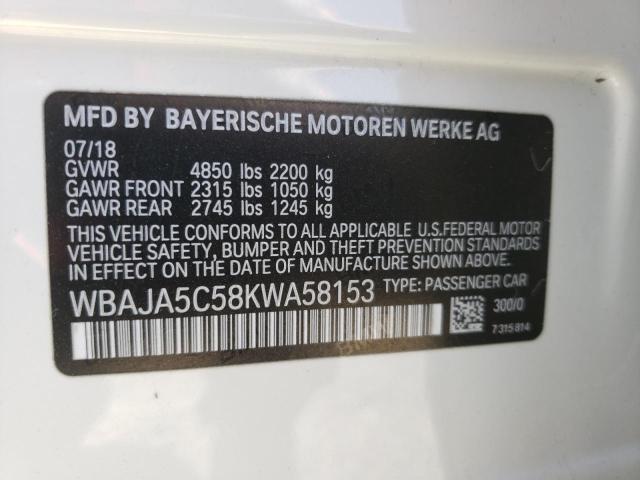 MFD BY BAYERISCHE MOTOREN WERKE AG
07/18
GVWR 4850 lbs 2200 kg
GAWR FRONT 2315 lbs 1050 kg
GAWR REAR 2745 lbs 1245 kg
THIS VEHICLE CONFORMS TO ALL APPLICABLE U.S.FEDERAL MOTOR
VEHICLE SAFETY, BUMPER AND THEFT PREVENTION STANDARDS
IN EFFECT ON THE DATE OF MANUFACTURE SHOWN ABOVE.
WBAJA5C58KWA58153 TYPE: PASSENGER CAR
300/0
7315814